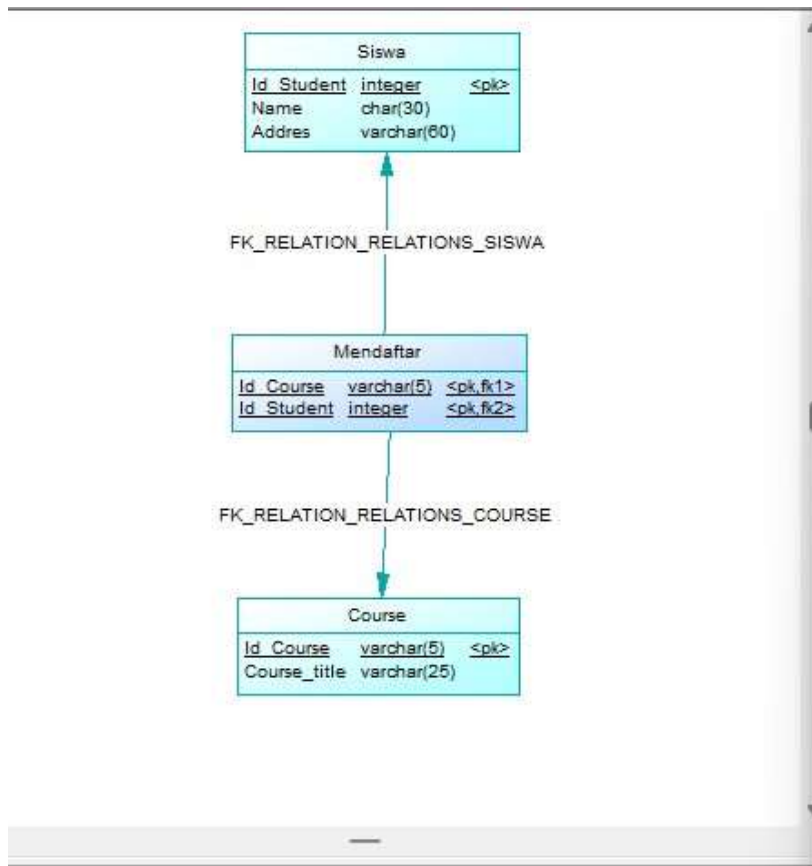 Siswa
Id_Student integer <pk>
Name char(30)
Addres varchar(60)
FK_RELATION_RELATIONS_SISWA
Mendaftar
Id_Course varchar(5) <pk,fk1>
Id_Student integer <pk,fk2>
FK_RELATION_RELATIONS_COURSE
Course
Id_Course varchar(5) <pk>
Course_title varchar(25)